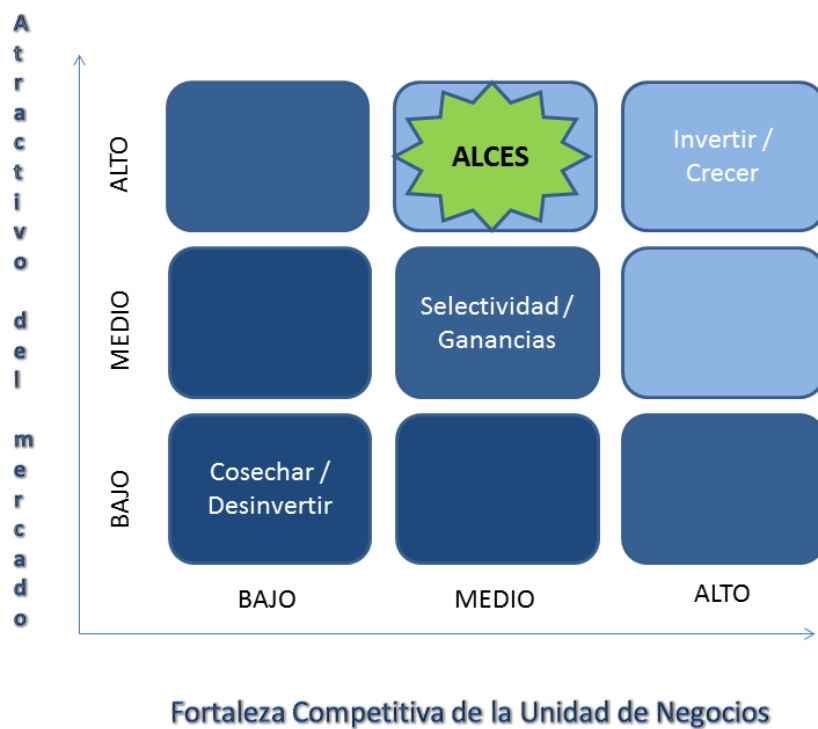 Atractivo del mercado
ALTO
ALCES
Invertir /
Crecer
MEDIO
Selectividad /
Ganancias
BAJO
Cosechar /
Desinvertir
BAJO
MEDIO
ALTO
Fortaleza Competitiva de la Unidad de Negocios